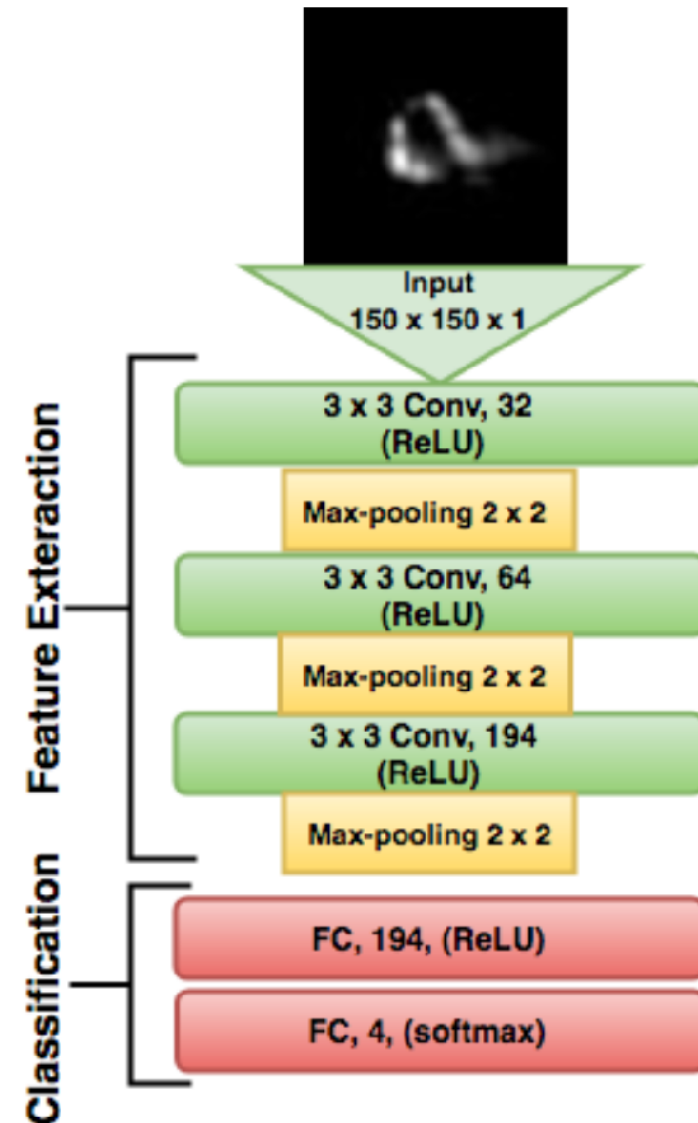 Input
150 x 150 x 1
Feature Exteraction
3 x 3 Conv, 32
(ReLU)
Max-pooling 2 x 2
3 x 3 Conv, 64
(ReLU)
Max-pooling 2 x 2
3 x 3 Conv, 194
(ReLU)
Max-pooling 2 x 2
Classification
FC, 194, (ReLU)
FC, 4, (softmax)